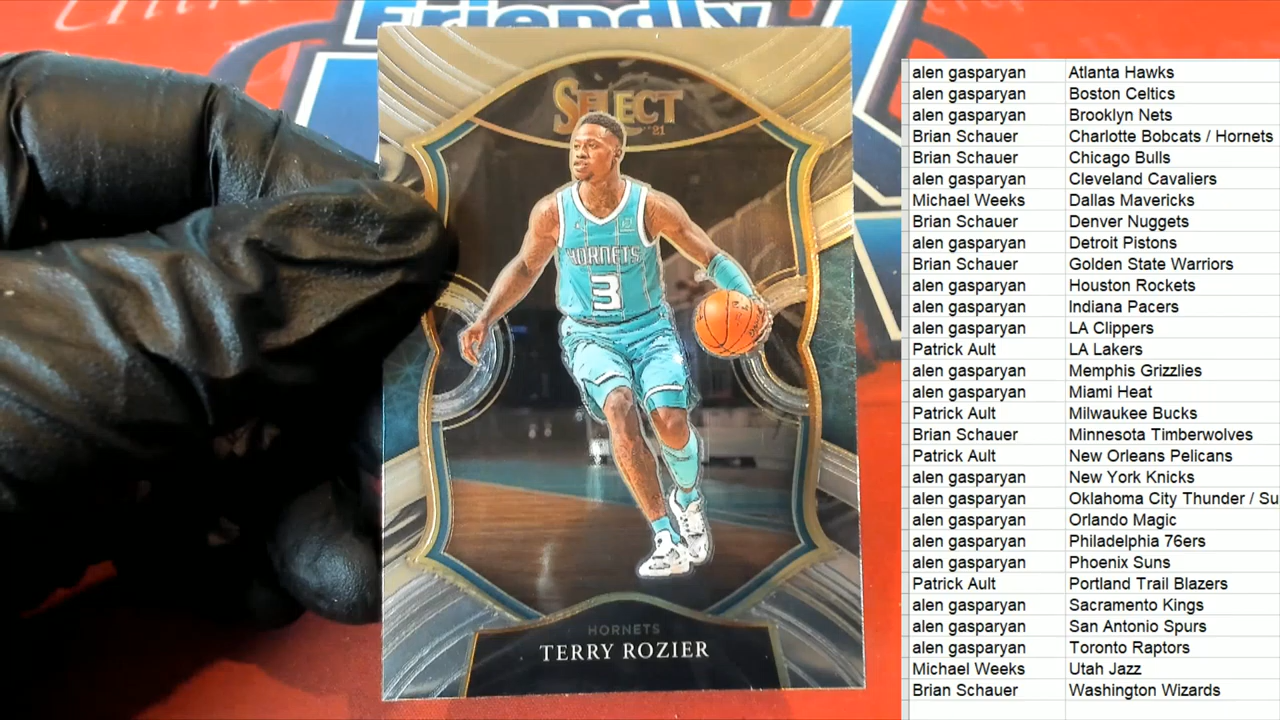 Friendly
SELECT
'21
HORNETS
3
HORNETS
TERRY ROZIER
alen gasparyan Atlanta Hawks
alen gasparyan Boston Celtics
alen gasparyan Brooklyn Nets
Brian Schauer Charlotte Bobcats / Hornets
Brian Schauer Chicago Bulls
alen gasparyan Cleveland Cavaliers
Michael Weeks Dallas Mavericks
Brian Schauer Denver Nuggets
alen gasparyan Detroit Pistons
Brian Schauer Golden State Warriors
alen gasparyan Houston Rockets
alen gasparyan Indiana Pacers
alen gasparyan LA Clippers
Patrick Ault LA Lakers
alen gasparyan Memphis Grizzlies
alen gasparyan Miami Heat
Patrick Ault Milwaukee Bucks
Brian Schauer Minnesota Timberwolves
Patrick Ault New Orleans Pelicans
alen gasparyan New York Knicks
alen gasparyan Oklahoma City Thunder / Su
alen gasparyan Orlando Magic
alen gasparyan Philadelphia 76ers
alen gasparyan Phoenix Suns
Patrick Ault Portland Trail Blazers
alen gasparyan Sacramento Kings
alen gasparyan San Antonio Spurs
alen gasparyan Toronto Raptors
Michael Weeks Utah Jazz
Brian Schauer Washington Wizards